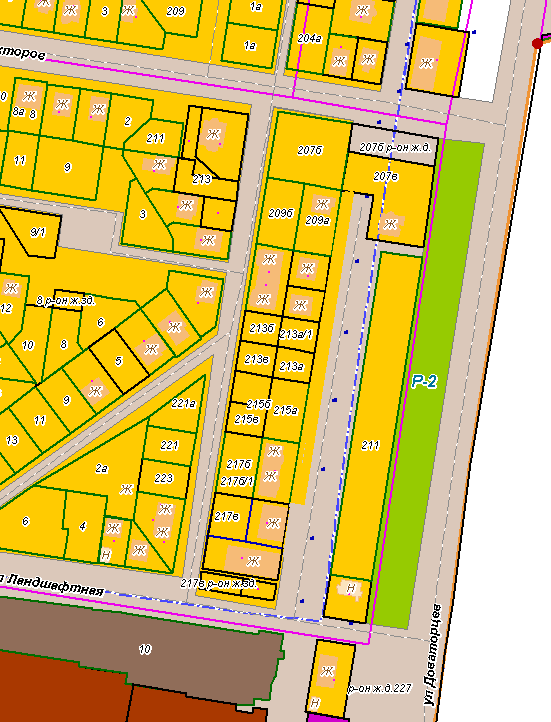 3
Ж
209
1а
1а
204а
Ж
Ж
Ж
Ж
кторое
0
8а
8
Ж
Ж
Ж
2
211
Ж
207б
207б р-он ж.д.
11
9
Ж
213
207в
3
Ж
209б
Ж
209а
Ж
9/1
Ж
Ж
Ж
Ж
Ж
Ж
12
8 р-он ж.зд.
6
Ж
213б
213а/1
10
8
5
Ж
213в
213а
Р-2
9
Ж
221а
215б
215а
215в
11
13
221
211
2а
223
217б
Ж
217б/1
Ж
Ж
Ж
6
4
Ж
Ж
217в
Ж
Н
Ж
Ж
л Ландшафтная
217в р-он ж.зд.
Н
ул Доваторцев
10
Ж
р-он ж.д.227
Н